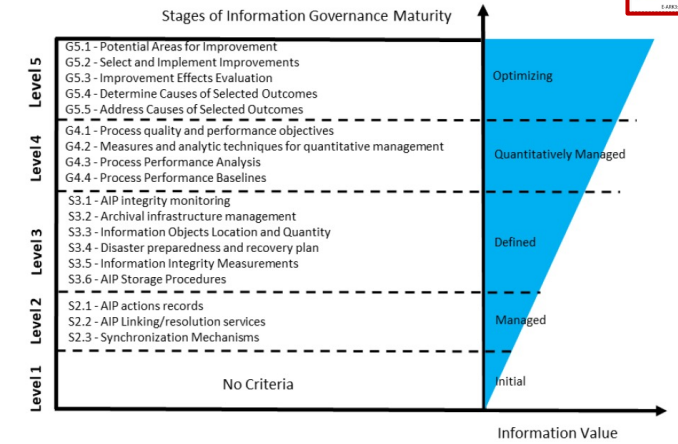 Stages of Information Governance Maturity
Level 5
G5.1 - Potential Areas for Improvement
G5.2 - Select and Implement Improvements
G5.3 - Improvement Effects Evaluation
G5.4 - Determine Causes of Selected Outcomes
G5.5 - Address Causes of Selected Outcomes
Optimizing
Level 4
G4.1 - Process quality and performance objectives
G4.2 - Measures and analytic techniques for quantitative management
G4.3 - Process Performance Analysis
G4.4 - Process Performance Baselines
Quantitatively Managed
Level 3
S3.1 - AIP integrity monitoring
S3.2 - Archival infrastructure management
S3.3 - Information Objects Location and Quantity
S3.4 - Disaster preparedness and recovery plan
S3.5 - Information Integrity Measurements
S3.6 - AIP Storage Procedures
Defined
Level 2
S2.1 - AIP actions records
S2.2 - AIP Linking/resolution services
S2.3 - Synchronization Mechanisms
Managed
Level 1
No Criteria
Initial
Information Value